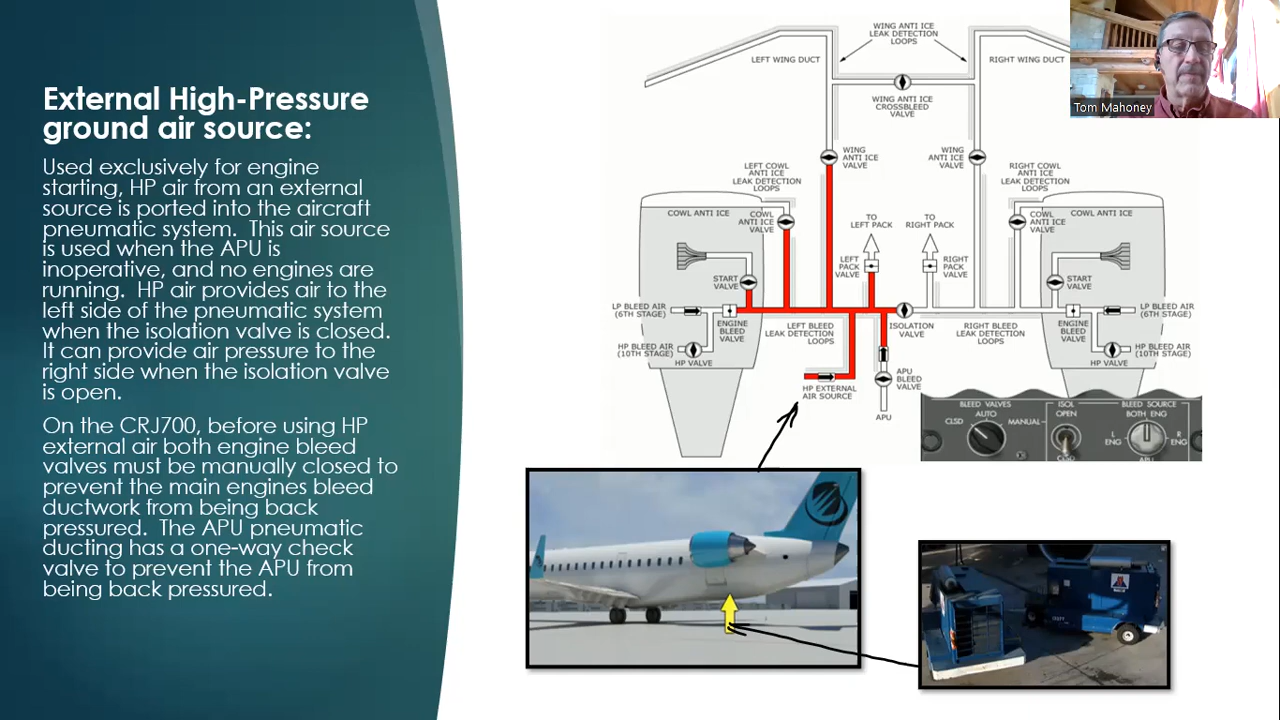 External High-Pressure
ground air source:
Used exclusively for engine
starting, HP air from an external
source is ported into the aircraft
pneumatic system.  This air source
is used when the APU is
inoperative, and no engines are
running.  HP air provides air to the
left side of the pneumatic system
when the isolation valve is closed.
It can provide air pressure to the
right side when the isolation valve
is open.
On the CRJ700, before using HP
external air both engine bleed
valves must be manually closed to
prevent the main engines bleed
ductwork from being back
pressured.  The APU pneumatic
ducting has a one-way check
valve to prevent the APU from
being back pressured.
WING ANTI ICE
LEAK DETECTION
LOOPS
LEFT WING DUCT
RIGHT WING DUCT
WING ANTI ICE
CROSSBLEED
VALVE
WING
ANTI ICE
VALVE
WING
ANTI ICE
VALVE
LEFT COWL
ANTI ICE
LEAK DETECTION
LOOPS
RIGHT COWL
ANTI ICE
LEAK DETECTION
LOOPS
COWL ANTI ICE
COWL
ANTI ICE
VALVE
TO
LEFT PACK
TO
RIGHT PACK
COWL
ANTI ICE
VALVE
COWL ANTI ICE
LEFT
PACK
VALVE
RIGHT
PACK
VALVE
START
VALVE
START
VALVE
LP BLEED AIR
(6TH STAGE)
ENGINE
BLEED
VALVE
LEFT BLEED
LEAK DETECTION
LOOPS
ISOLATION
VALVE
RIGHT BLEED
LEAK DETECTION
LOOPS
ENGINE
BLEED
VALVE
LP BLEED AIR
(6TH STAGE)
HP BLEED AIR
(10TH STAGE)
HP VALVE
HP VALVE
HP BLEED AIR
(10TH STAGE)
HP EXTERNAL
AIR SOURCE
APU
BLEED
VALVE
APU
BLEED VALVES
AUTO
CLSD
MANUAL
ISOL
OPEN
CLSD
BLEED SOURCE
BOTH ENG
L
ENG
R
ENG
APU
Tom Mahoney